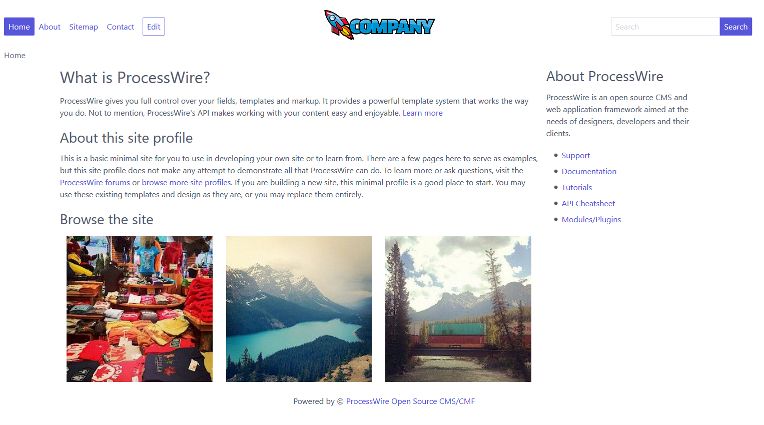 Home About Sitemap Contact Edit
COMPANY
Search Search
Home
What is ProcessWire?
ProcessWire gives you full control over your fields, templates and markup. It provides a powerful template system that works the way
you do. Not to mention, ProcessWire's API makes working with your content easy and enjoyable. Learn more
About this site profile
This is a basic minimal site for you to use in developing your own site or to learn from. There are a few pages here to serve as examples,
but this site profile does not make any attempt to demonstrate all that ProcessWire can do. To learn more or ask questions, visit the
ProcessWire forums or browse more site profiles. If you are building a new site, this minimal profile is a good place to start. You may
use these existing templates and design as they are, or you may replace them entirely.
Browse the site
About ProcessWire
ProcessWire is an open source CMS and
web application framework aimed at the
needs of designers, developers and their
clients.
Support
Documentation
Tutorials
API Cheatsheet
Modules/Plugins
Powered by © ProcessWire Open Source CMS/CMF